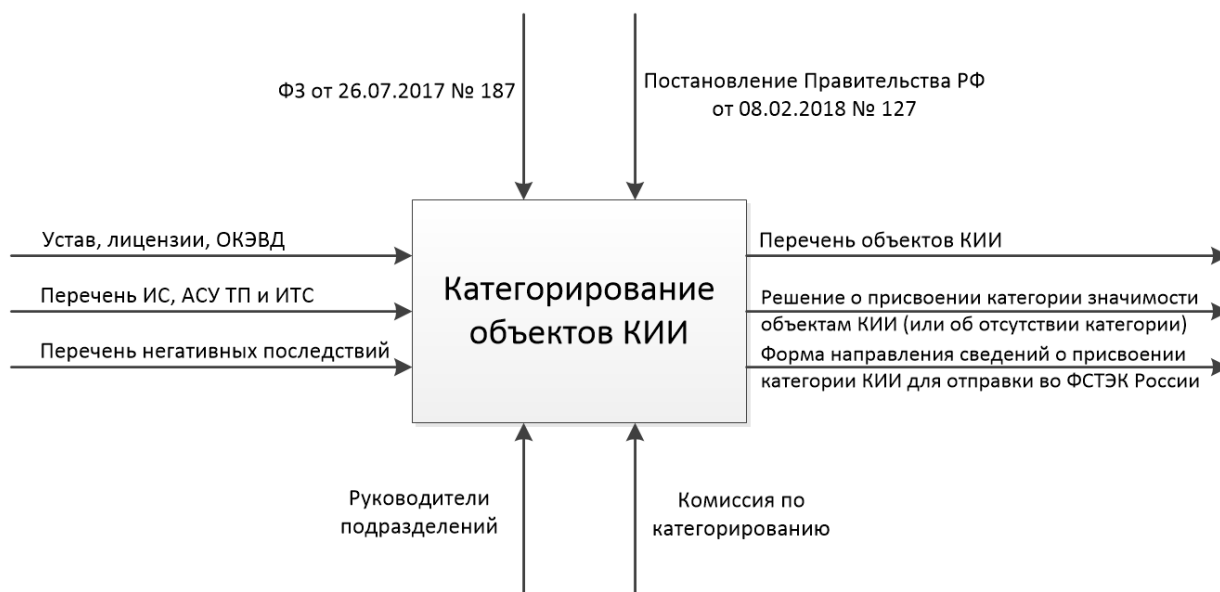 ФЗ от 26.07.2017 № 187
Постановление Правительства РФ
от 08.02.2018 № 127
Устав, лицензии, ОКЭВД
Перечень ИС, АСУ ТП и ИТС
Перечень негативных последствий
Категорирование
объектов КИИ
Перечень объектов КИИ
Решение о присвоении категории значимости
объектам КИИ (или об отсутствии категории)
Форма направления сведений о присвоении
категории КИИ для отправки во ФСТЭК России
Руководители
подразделений
Комиссия по
категорированию